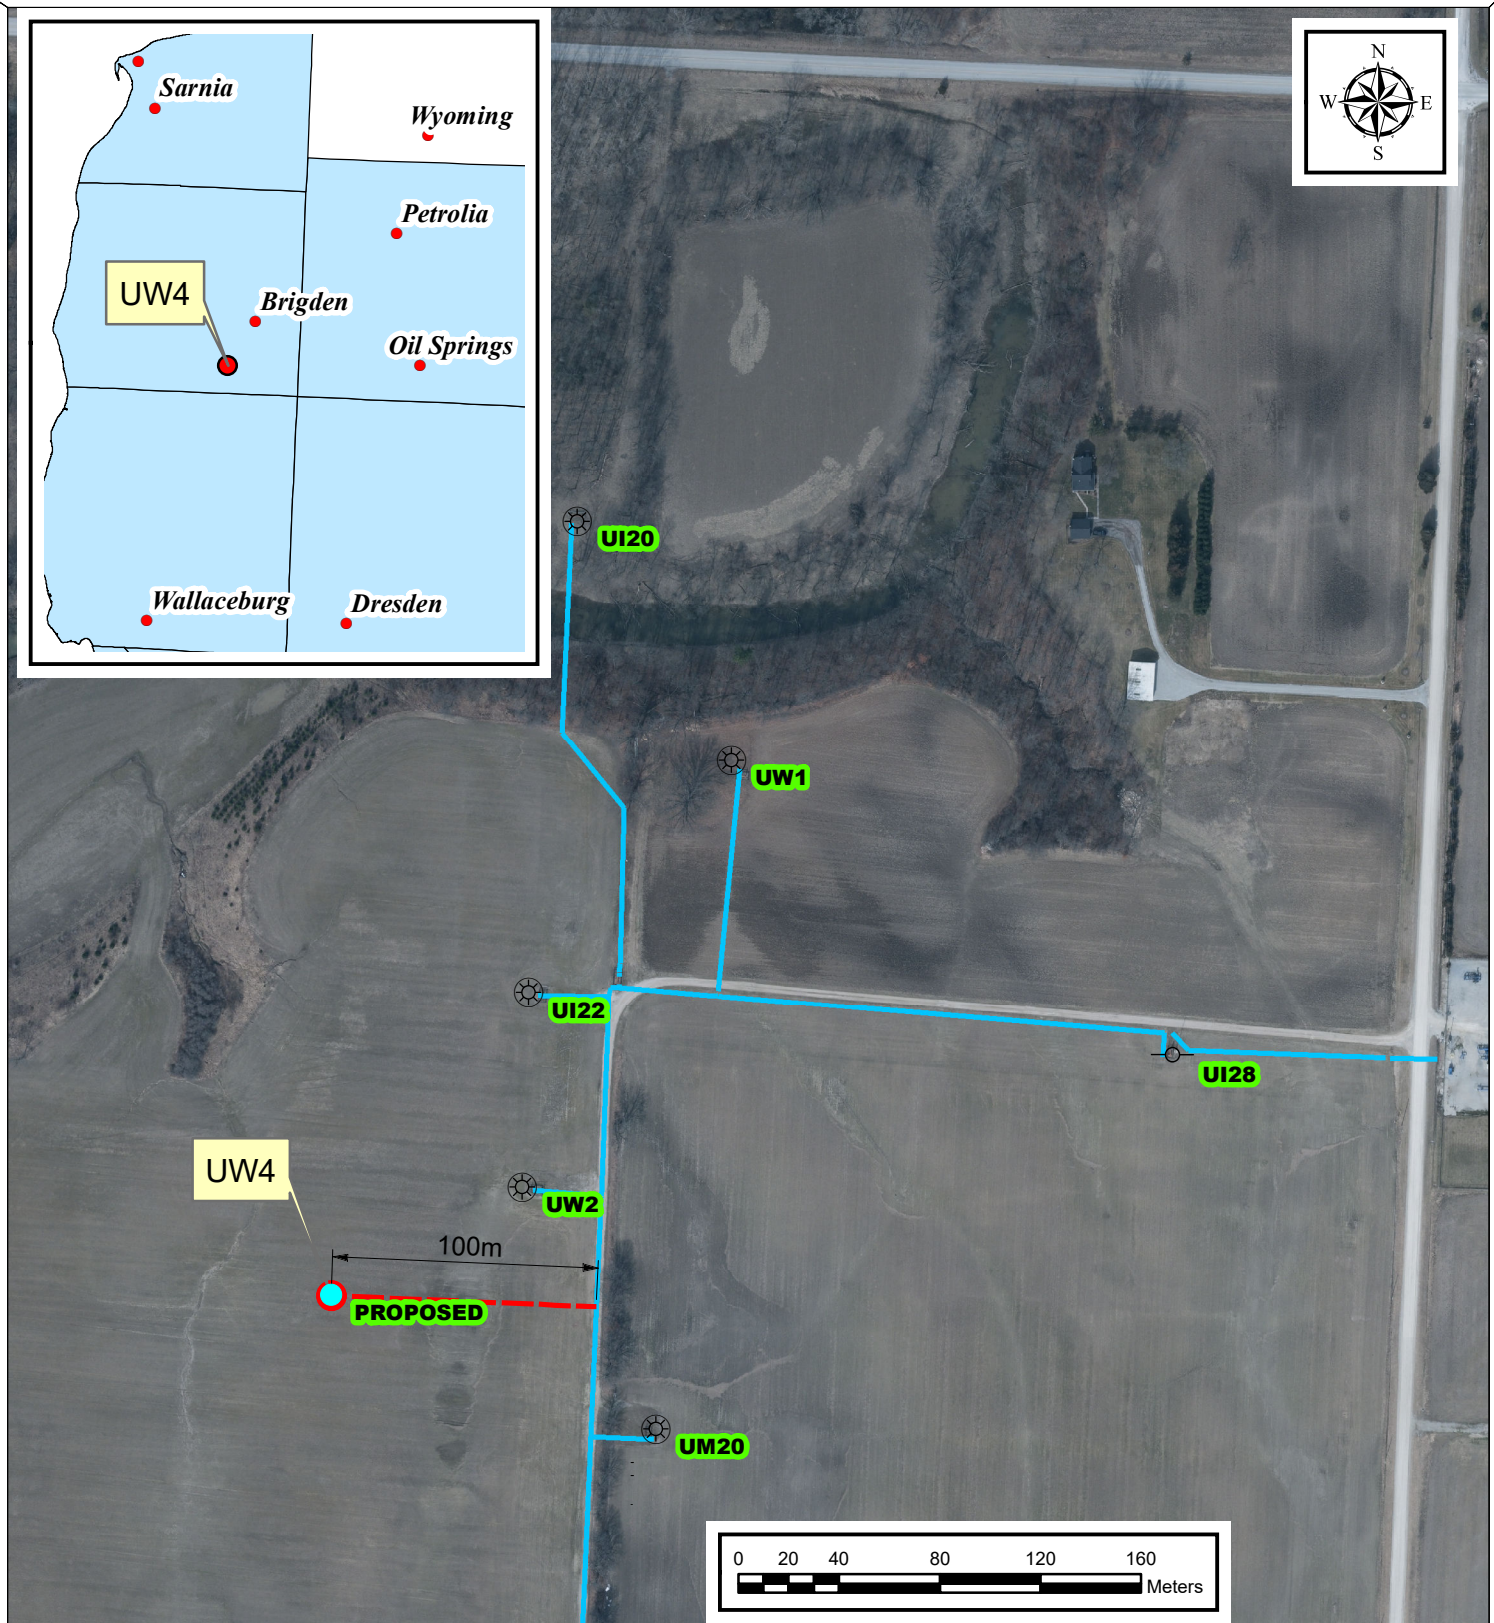 Sarnia
Wyoming
Petrolia
UW4
Brigden
Oil Springs
Wallaceburg
Dresden
N
W E
S
UI20
UW1
UI22
UI28
UW4
UW2
100m
PROPOSED
UM20
0 20 40 80 120 160
Meters